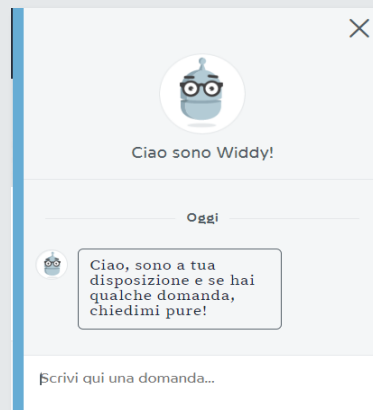 Ciao sono Widdy!
Oggi
Ciao, sono a tua
disposizione e se hai
qualche domanda,
chiedimi pure!
Scrivi qui una domanda...